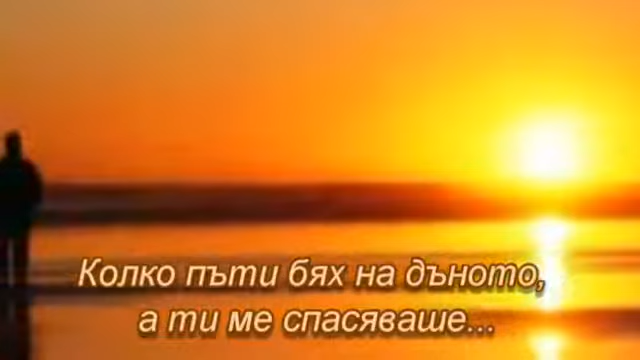 Колко пъти бях на дъното,
а ти ме спасяваше...